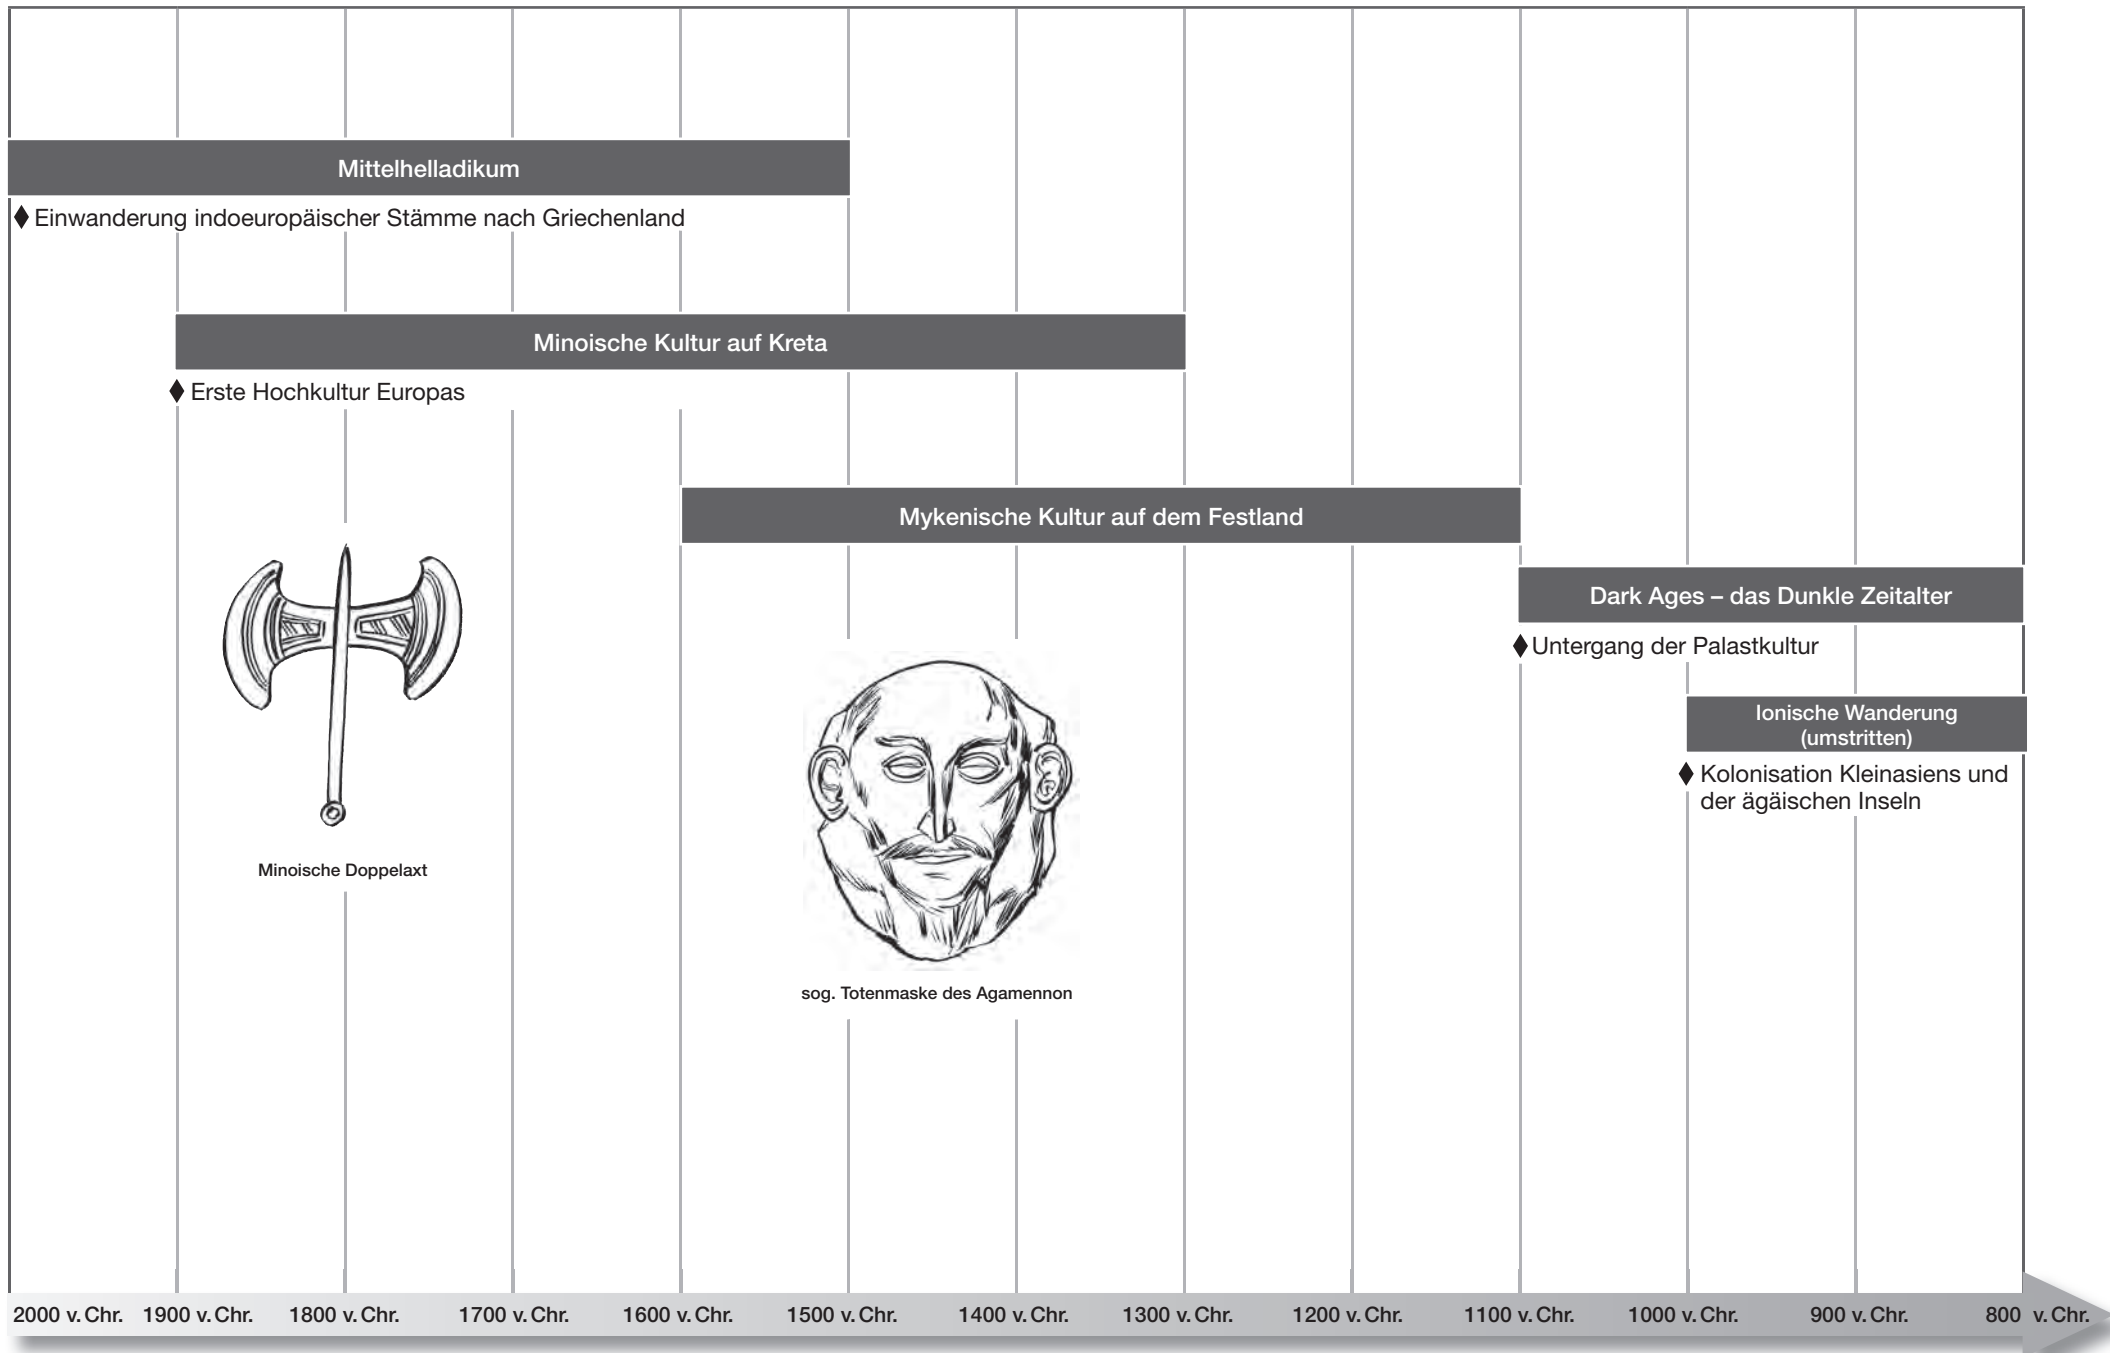 Mittelhelladikum
♦ Einwanderung indoeuropäischer Stämme nach Griechenland
Minoische Kultur auf Kreta
♦ Erste Hochkultur Europas
Mykenische Kultur auf dem Festland
Dark Ages – das Dunkle Zeitalter
♦ Untergang der Palastkultur
Ionische Wanderung
(umstritten)
♦ Kolonisation Kleinasiens und
der ägäischen Inseln
Minoische Doppelaxt
sog. Totenmaske des Agamennon
2000 v. Chr. 1900 v. Chr. 1800 v. Chr. 1700 v. Chr. 1600 v. Chr. 1500 v. Chr. 1400 v. Chr. 1300 v. Chr. 1200 v. Chr. 1100 v. Chr. 1000 v. Chr. 900 v. Chr. 800 v. Chr.